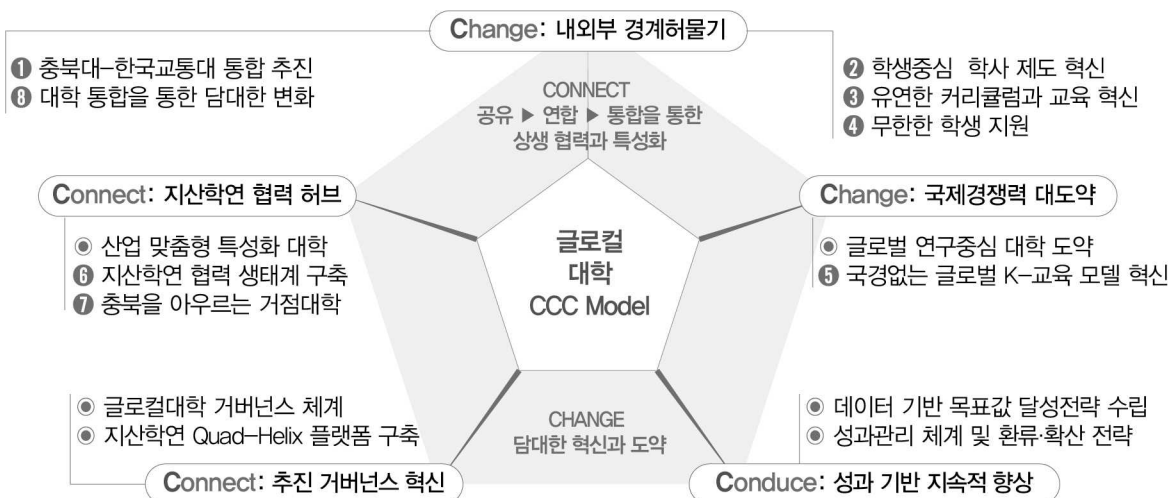 Change: 내외부 경계허물기
❶ 충북대-한국교통대 통합 추진
❽ 대학 통합을 통한 담대한 변화
❷ 학생중심 학사 제도 혁신
❸ 유연한 커리큘럼과 교육 혁신
❹ 무한한 학생 지원
CONNECT
공유 ▶ 연합 ▶ 통합을 통한
상생 협력과 특성화
Connect: 지산학연 협력 허브
◉ 산업 맞춤형 특성화 대학
❻ 지산학연 협력 생태계 구축
❼ 충북을 아우르는 거점대학
Change: 국제경쟁력 대도약
◉ 글로벌 연구중심 대학 도약
❺ 국경없는 글로벌 K-교육 모델 혁신
글로컬
대학
CCC Model
◉ 글로컬대학 거버넌스 체계
◉ 지산학연 Quad-Helix 플랫폼 구축
Connect: 추진 거버넌스 혁신
CHANGE
담대한 혁신과 도약
◉ 데이터 기반 목표값 달성전략 수립
◉ 성과관리 체계 및 환류·확산 전략
Conduce: 성과 기반 지속적 향상